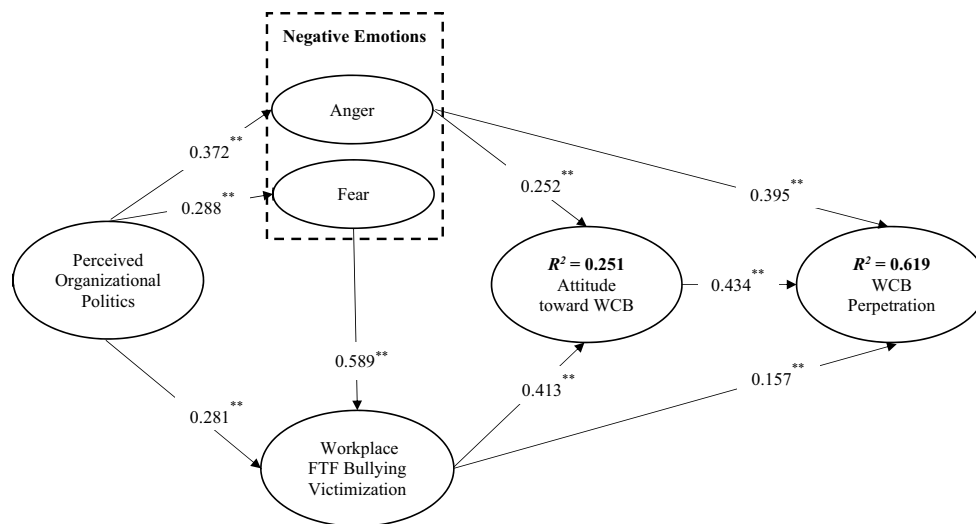 Negative Emotions
Anger
0.372**
Fear
0.288**
0.252**
0.395**
Perceived
Organizational
Politics
R² = 0.251
Attitude
toward WCB
0.434**
R² = 0.619
WCB
Perpetration
0.589**
0.413**
0.157**
0.281**
Workplace
FTF Bullying
Victimization